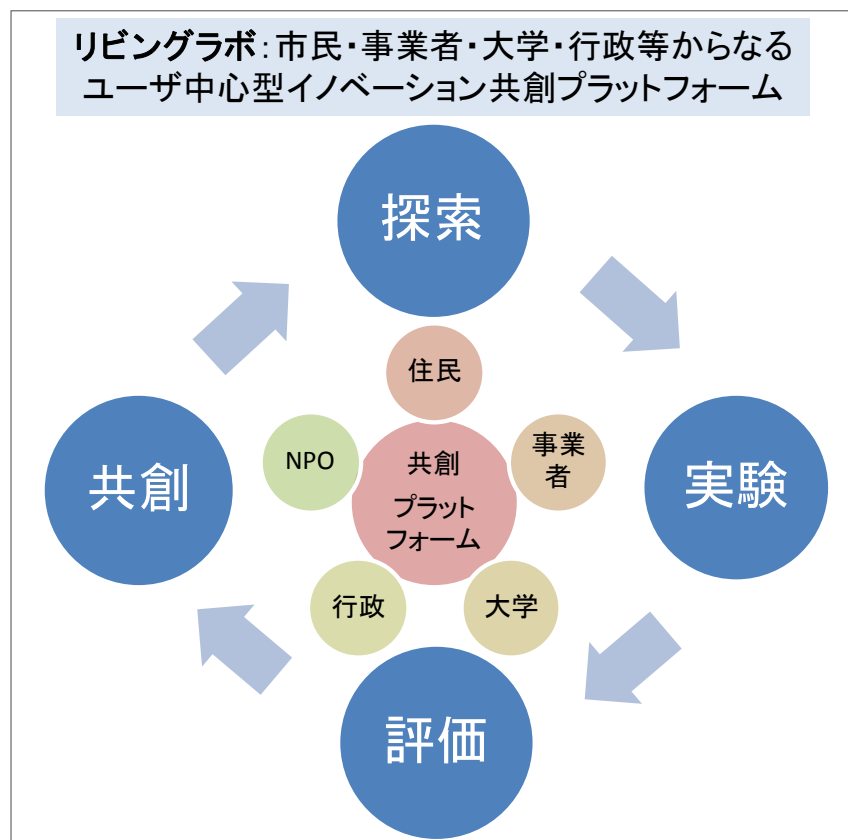 リビングラボ：市民・事業者・大学・行政等からなる
ユーザ中心型イノベーション共創プラットフォーム
探索
住民
NPO
共創
プラット
フォーム
事業
者
共創
実験
行政
大学
評価